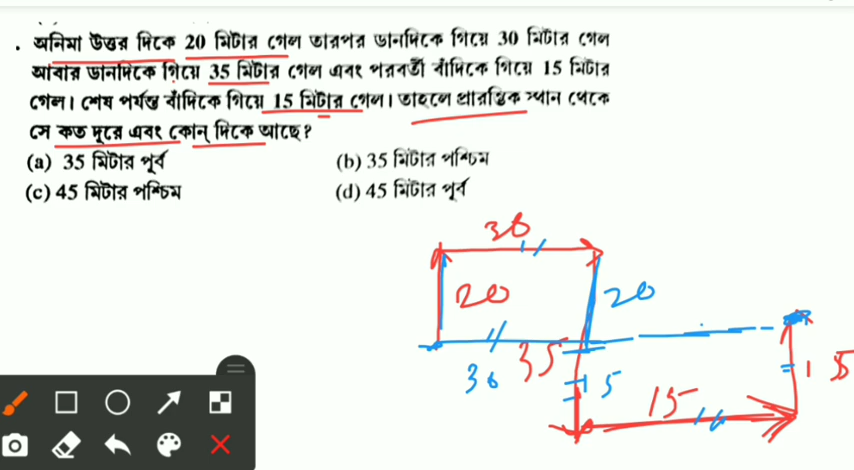 . অনিমা উত্তর দিকে 20 মিটার গেল তারপর ডানদিকে গিয়ে 30 মিটার গেল
আবার ডানদিকে গিয়ে 35 মিটার গেল এবং পরবর্তী বাঁদিকে গিয়ে 15 মিটার
গেল। শেষ পর্যন্ত বাঁদিকে গিয়ে 15 মিটার গেল। তাহলে প্রারম্ভিক স্থান থেকে
সে কত দূরে এবং কোন্ দিকে আছে?
(a) 35 মিটার পূর্ব
(b) 35 মিটার পশ্চিম
(c) 45 মিটার পশ্চিম
(d) 45 মিটার পূর্ব
30
20
20
30
35
15
15
15